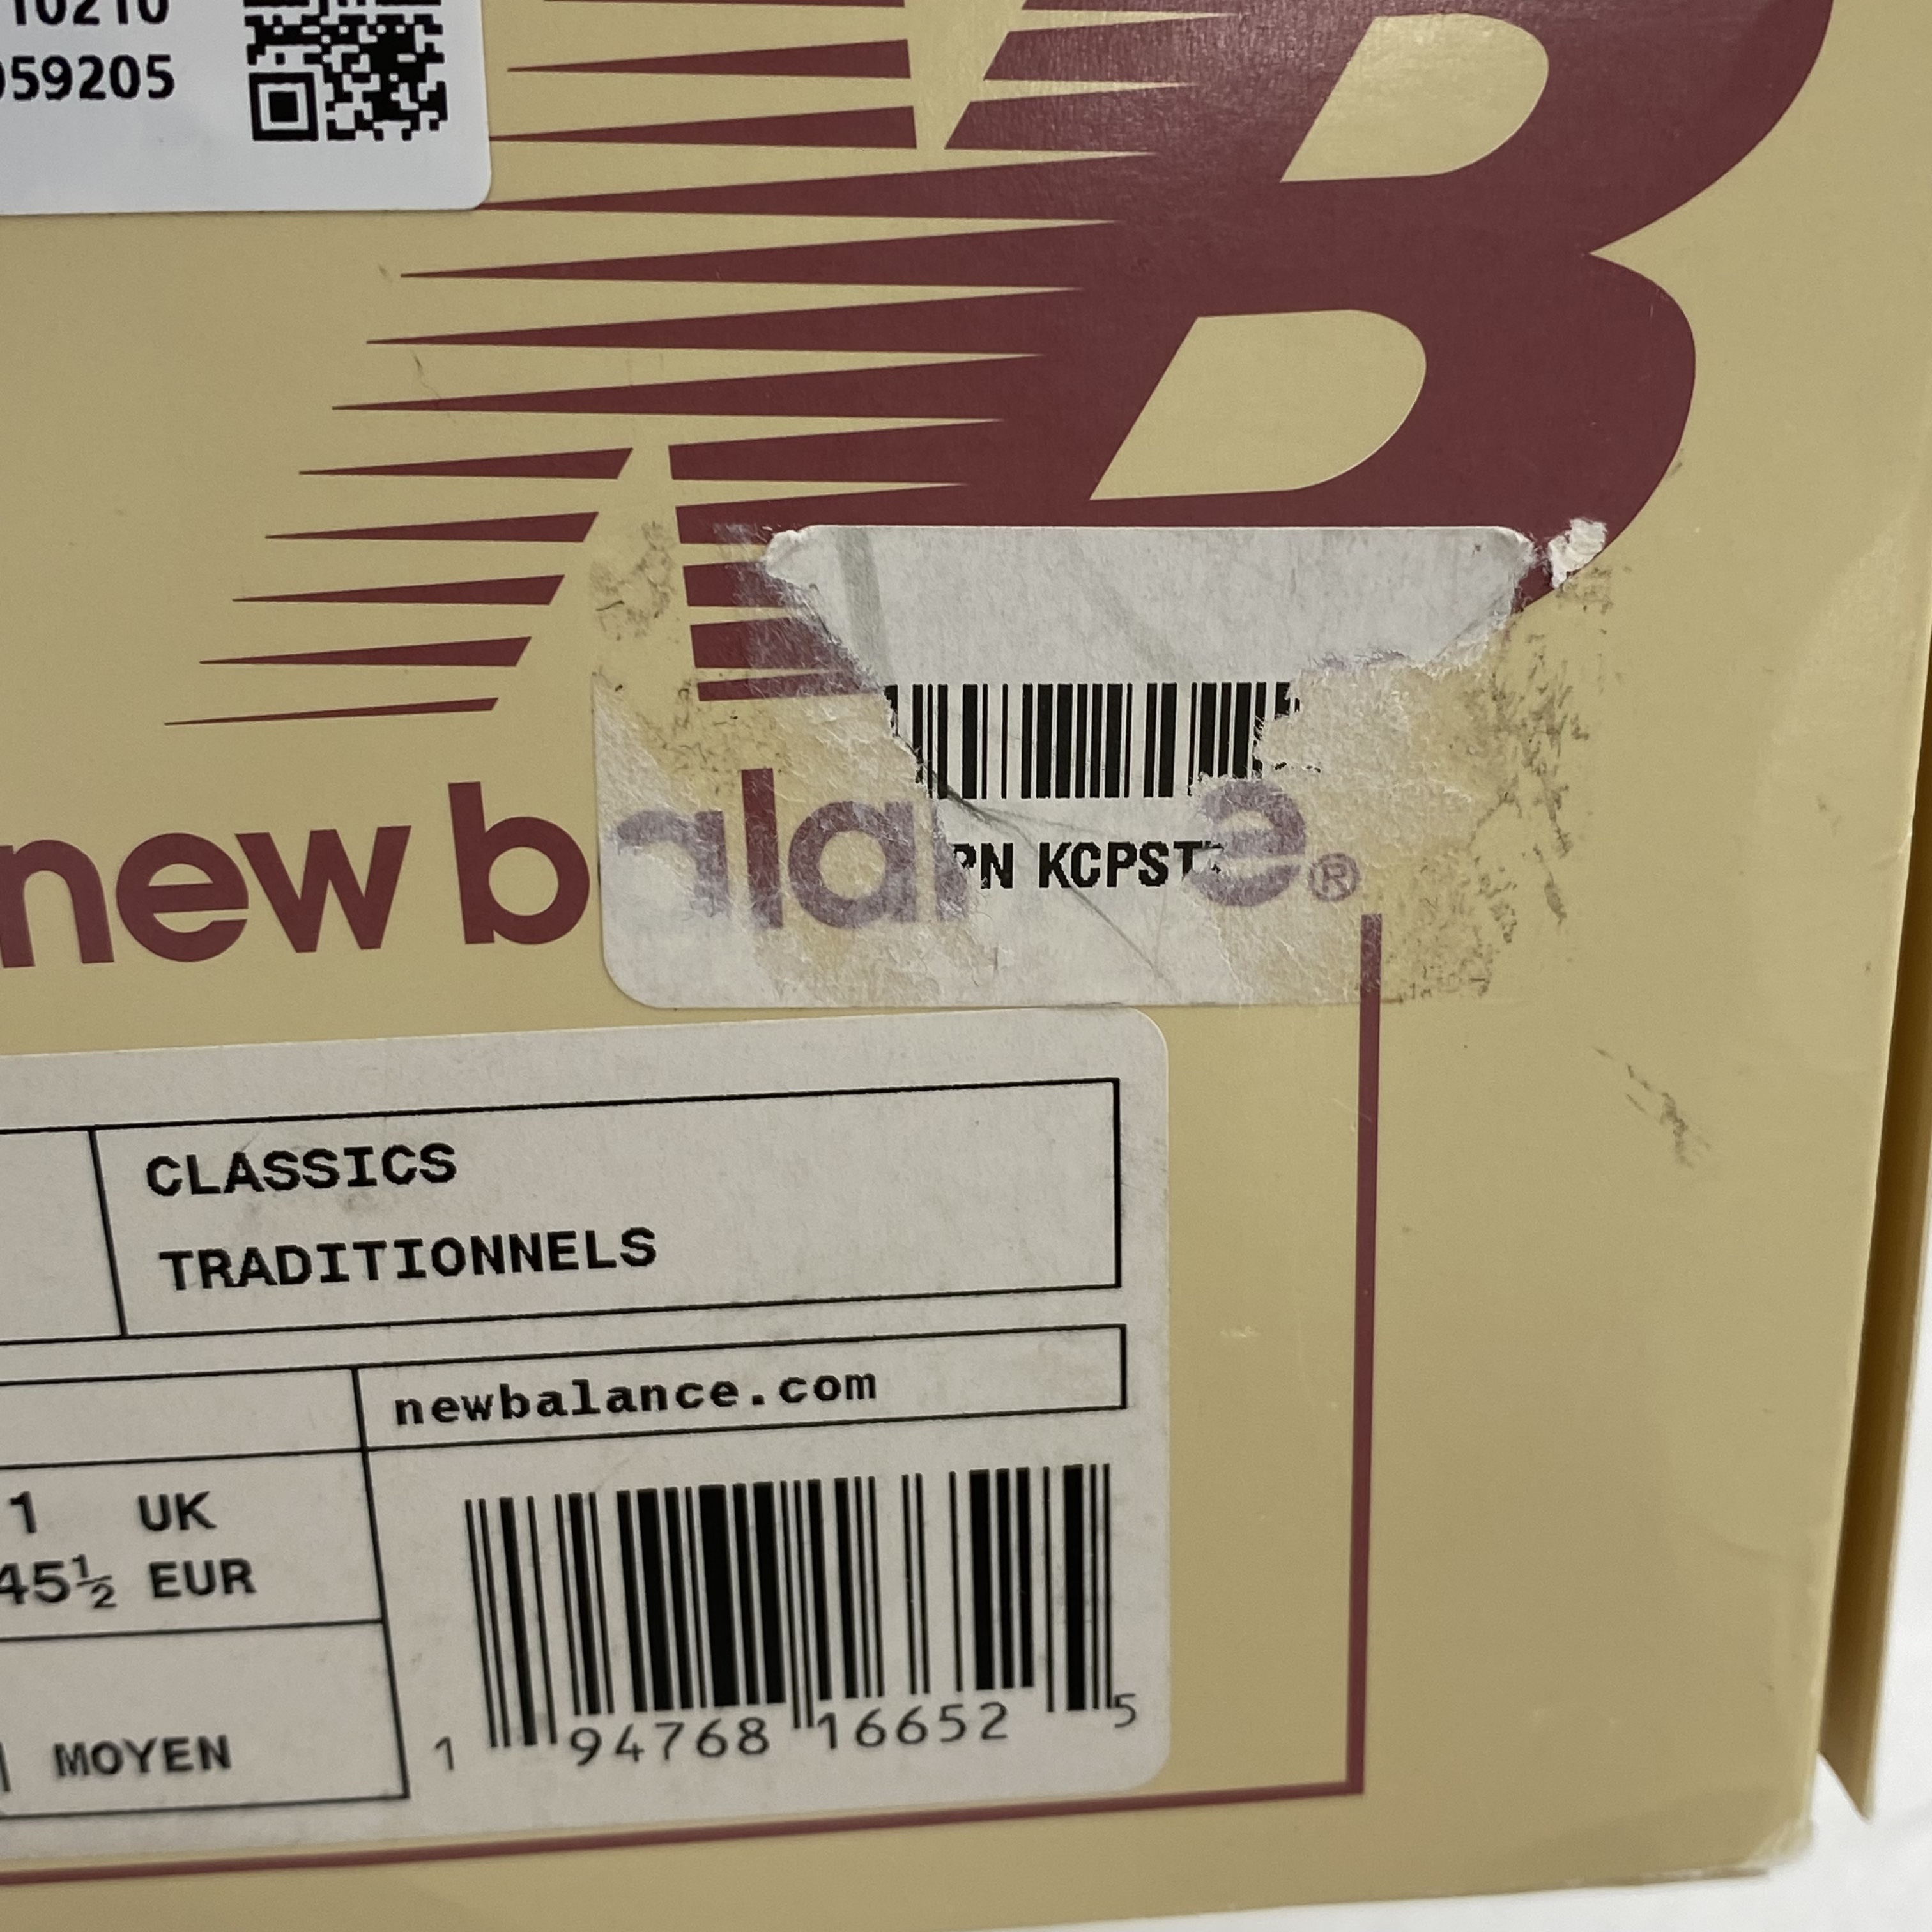 10210
059205
B
new balance®
PN KCPST
CLASSICS
TRADITIONNELS
newbalance.com
1 UK
45½ EUR
MOYEN
1 94768 16652 5